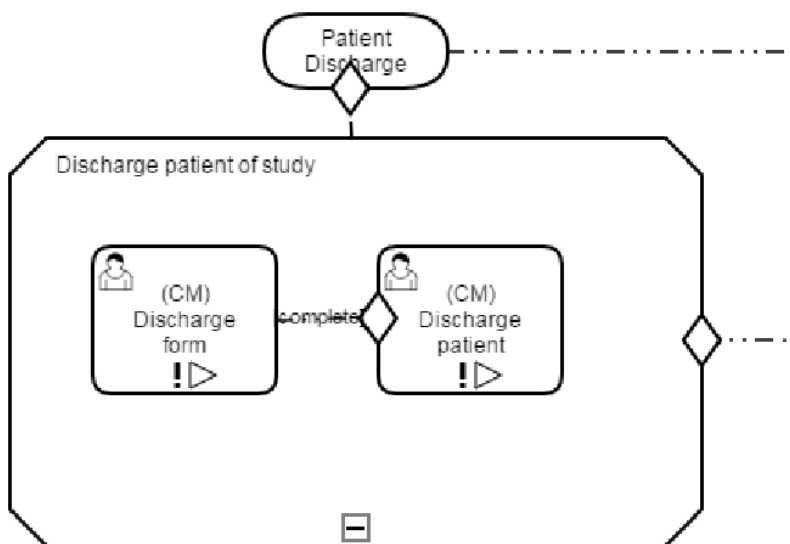 Patient
Discharge
Discharge patient of study
(CM)
Discharge
form
complete]
(CM)
Discharge
patient